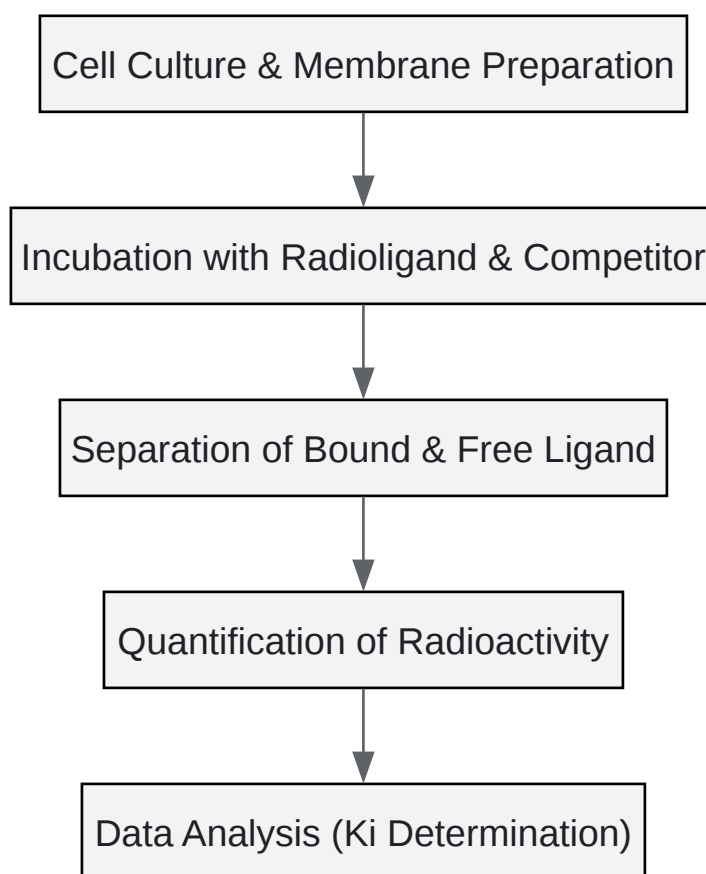 Cell Culture & Membrane Preparation
Incubation with Radioligand & Competitor
Separation of Bound & Free Ligand
Quantification of Radioactivity
Data Analysis (Ki Determination)